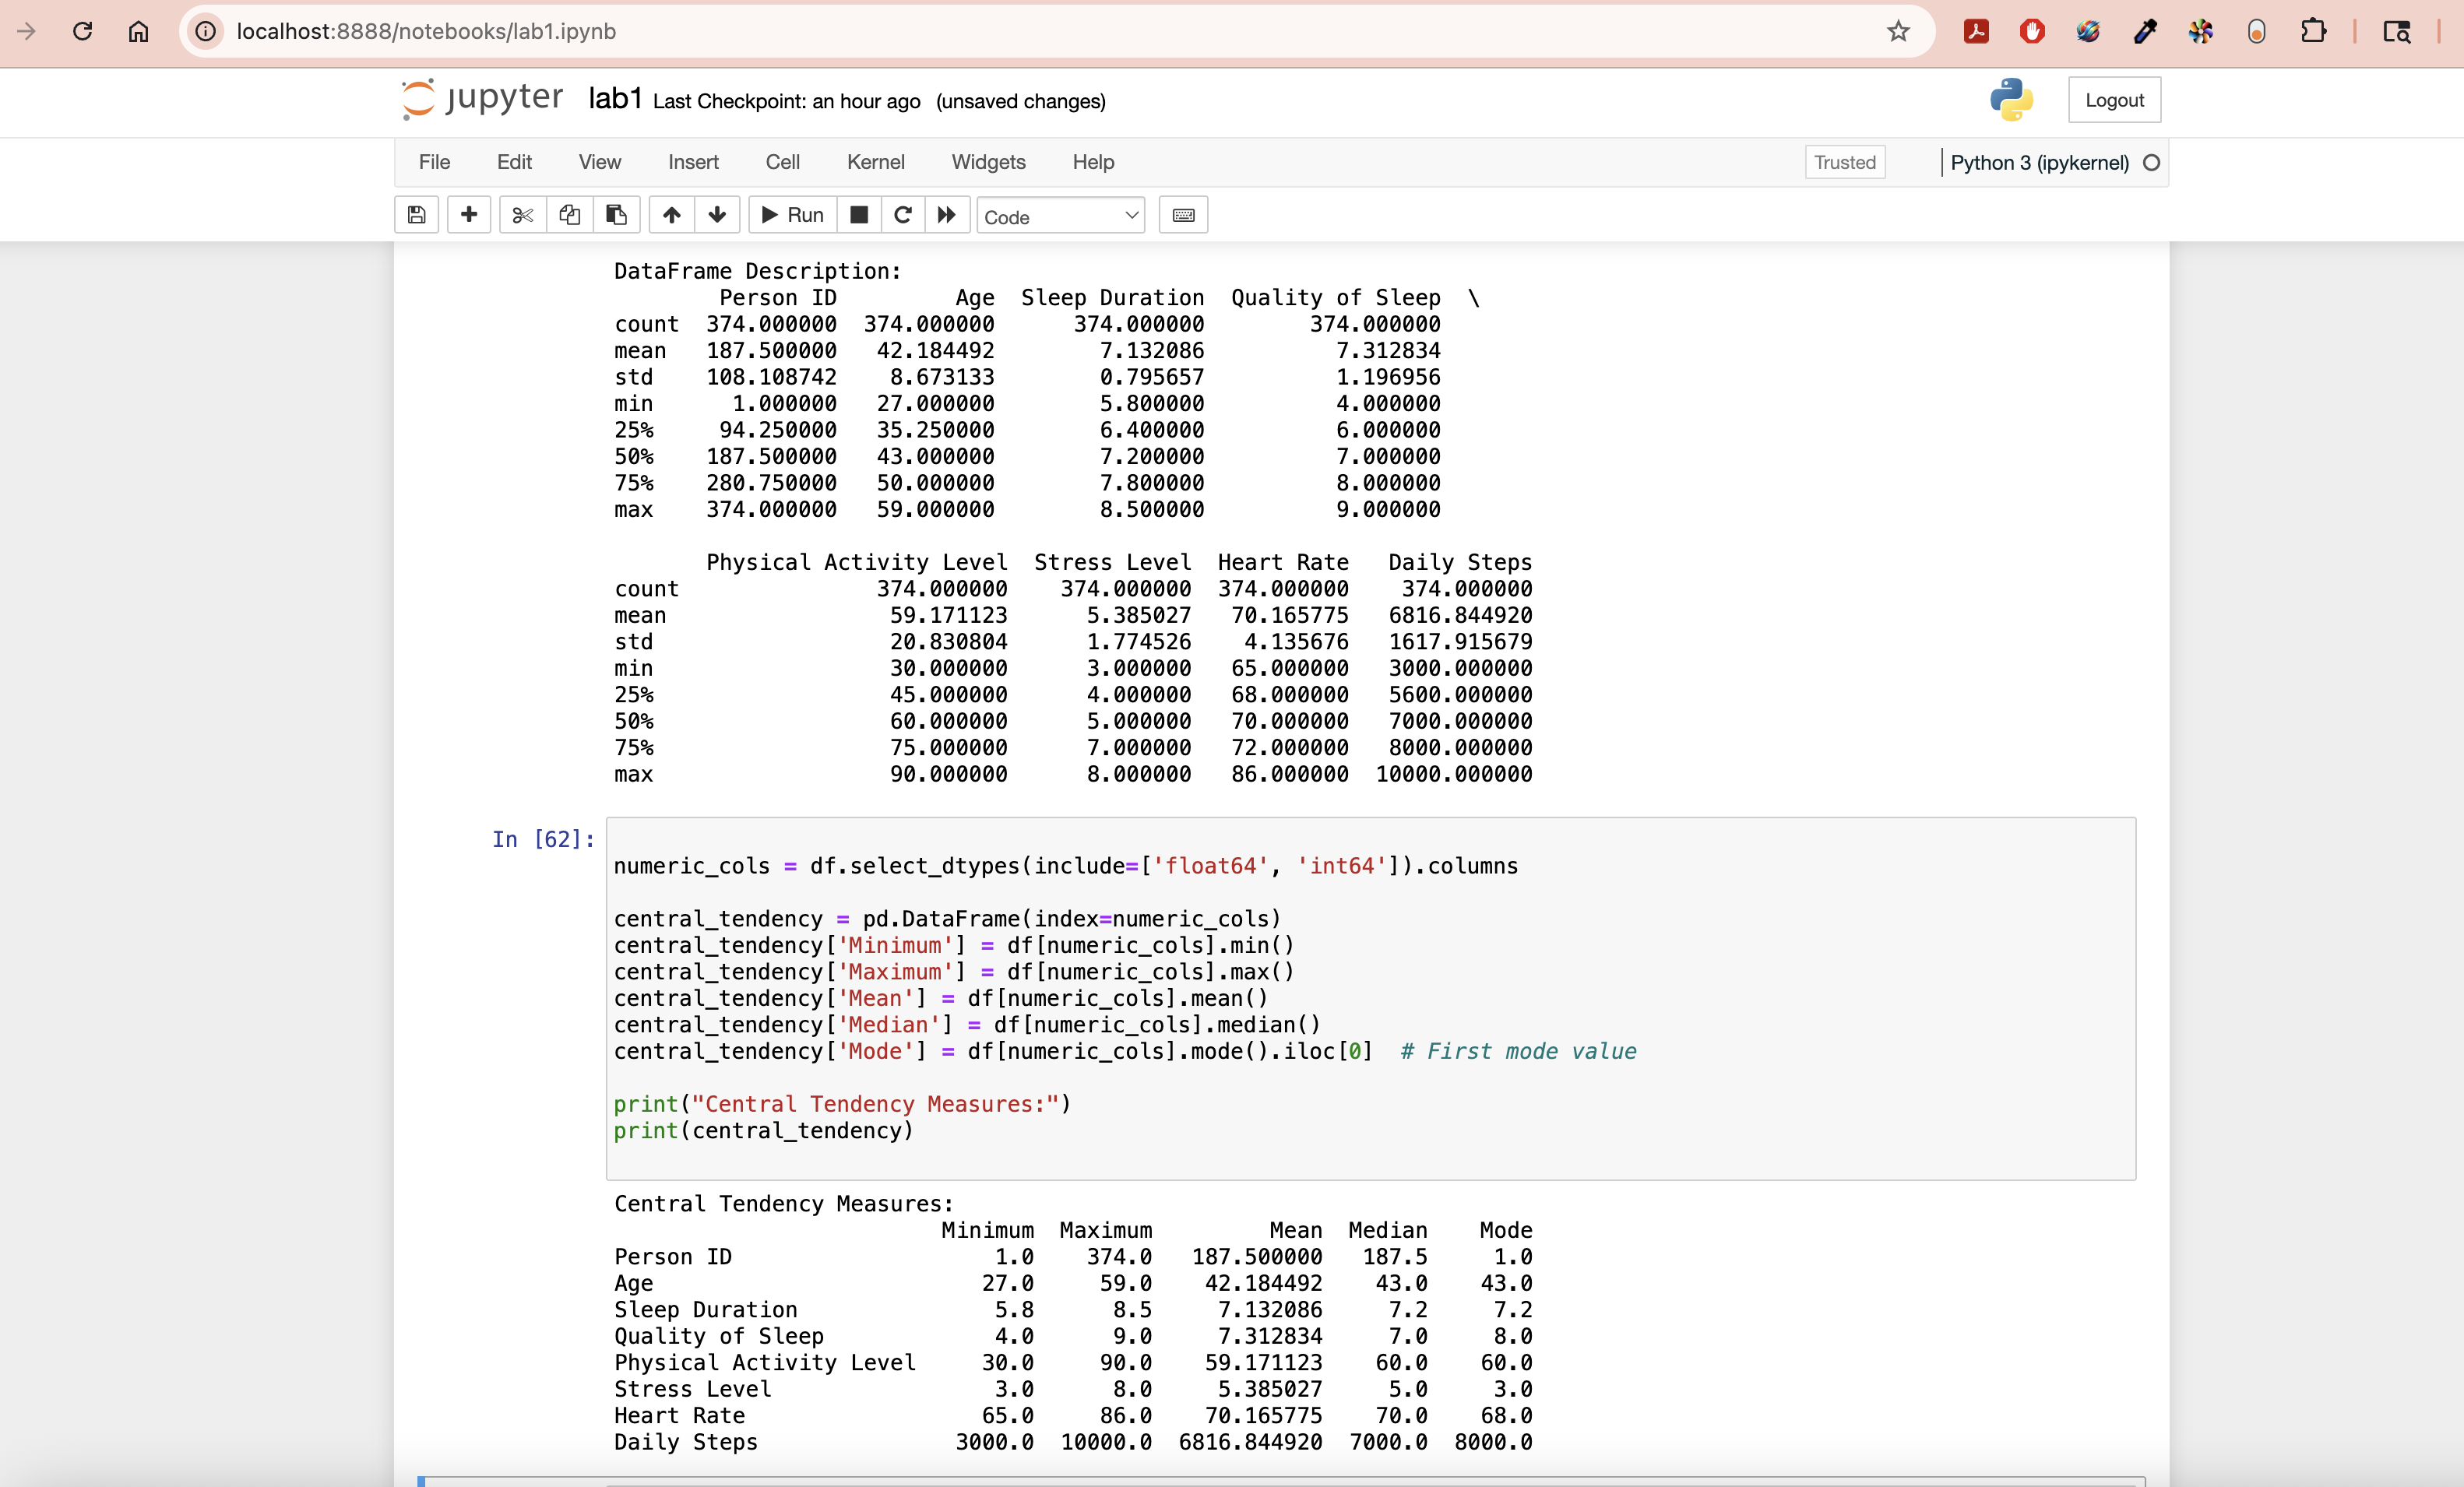 localhost:8888/notebooks/lab1.ipynb
jupyter lab1 Last Checkpoint: an hour ago (unsaved changes) Logout
File Edit View Insert Cell Kernel Widgets Help Trusted Python 3 (ipykernel)
Run Code
DataFrame Description:
Person ID Age Sleep Duration Quality of Sleep \
count 374.000000 374.000000 374.000000 374.000000
mean 187.500000 42.184492 7.132086 7.312834
std 108.108742 8.673133 0.795657 1.196956
min 1.000000 27.000000 5.800000 4.000000
25% 94.250000 35.250000 6.400000 6.000000
50% 187.500000 43.000000 7.200000 7.000000
75% 280.750000 50.000000 7.800000 8.000000
max 374.000000 59.000000 8.500000 9.000000
Physical Activity Level Stress Level Heart Rate Daily Steps
count 374.000000 374.000000 374.000000 374.000000
mean 59.171123 5.385027 70.165775 6816.844920
std 20.830804 1.774526 4.135676 1617.915679
min 30.000000 3.000000 65.000000 3000.000000
25% 45.000000 4.000000 68.000000 5600.000000
50% 60.000000 5.000000 70.000000 7000.000000
75% 75.000000 7.000000 72.000000 8000.000000
max 90.000000 8.000000 86.000000 10000.000000
In [62]:
numeric_cols = df.select_dtypes(include=['float64', 'int64']).columns
central_tendency = pd.DataFrame(index=numeric_cols)
central_tendency['Minimum'] = df[numeric_cols].min()
central_tendency['Maximum'] = df[numeric_cols].max()
central_tendency['Mean'] = df[numeric_cols].mean()
central_tendency['Median'] = df[numeric_cols].median()
central_tendency['Mode'] = df[numeric_cols].mode().iloc[0] # First mode value
print("Central Tendency Measures:")
print(central_tendency)
Central Tendency Measures:
Minimum Maximum Mean Median Mode
Person ID 1.0 374.0 187.500000 187.5 1.0
Age 27.0 59.0 42.184492 43.0 43.0
Sleep Duration 5.8 8.5 7.132086 7.2 7.2
Quality of Sleep 4.0 9.0 7.312834 7.0 8.0
Physical Activity Level 30.0 90.0 59.171123 60.0 60.0
Stress Level 3.0 8.0 5.385027 5.0 3.0
Heart Rate 65.0 86.0 70.165775 70.0 68.0
Daily Steps 3000.0 10000.0 6816.844920 7000.0 8000.0